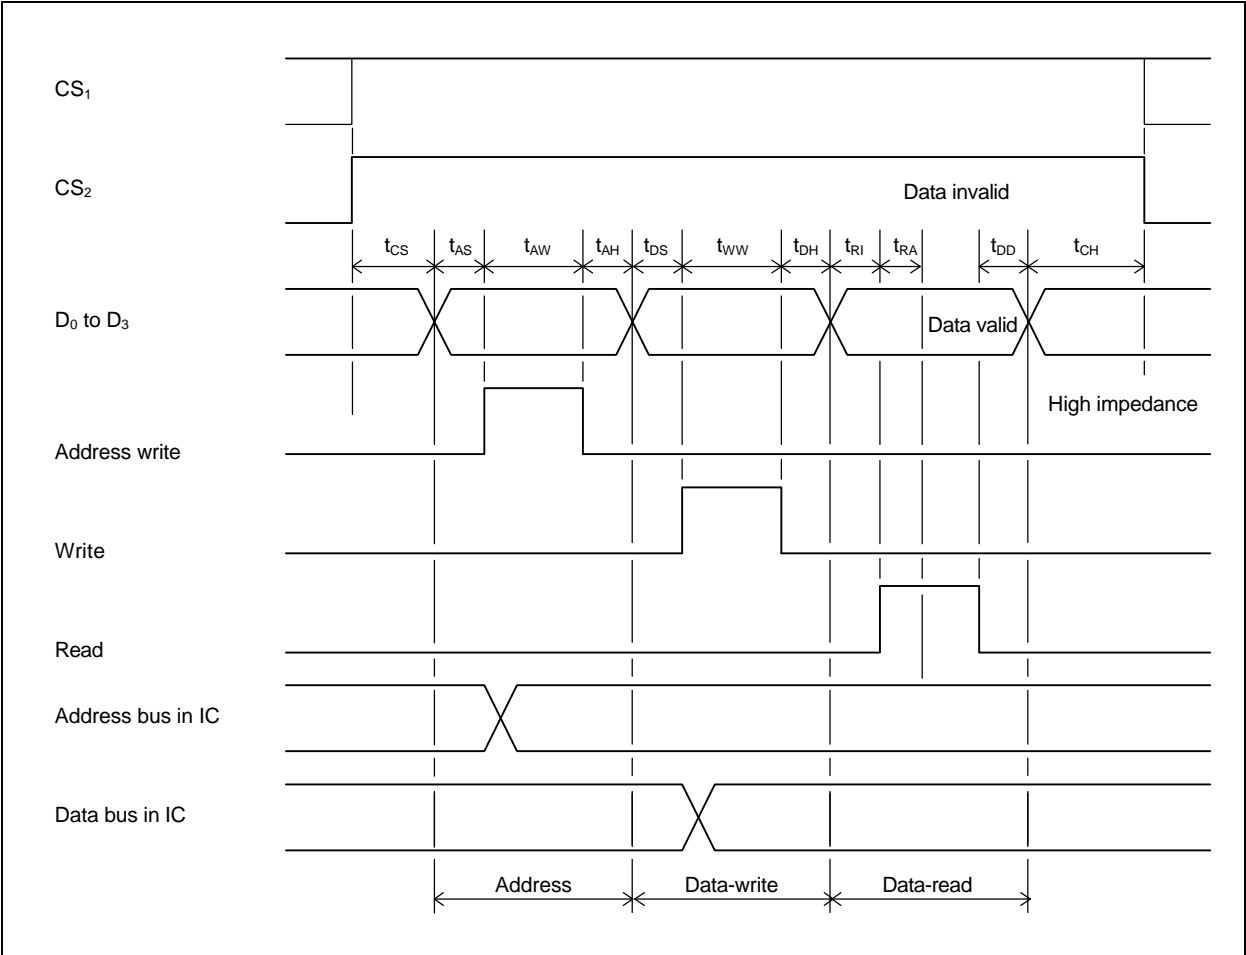 CS₁
CS₂
Data invalid
tCS tAS tAW tAH tDS tWW tDH tRI tRA tDD tCH
D₀ to D₃
Data valid
High impedance
Address write
Write
Read
Address bus in IC
Data bus in IC
Address Data-write Data-read